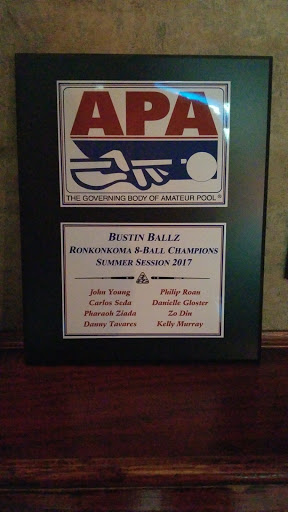 APA
THE GOVERNING BODY OF AMATEUR POOL®
BUSTIN BALLZ
RONKONKOMA 8-BALL CHAMPIONS
SUMMER SESSION 2017
John Young Philip Roan
Carlos Seda Danielle Gloster
Pharaoh Ziada Zo Din
Danny Tavares Kelly Murray